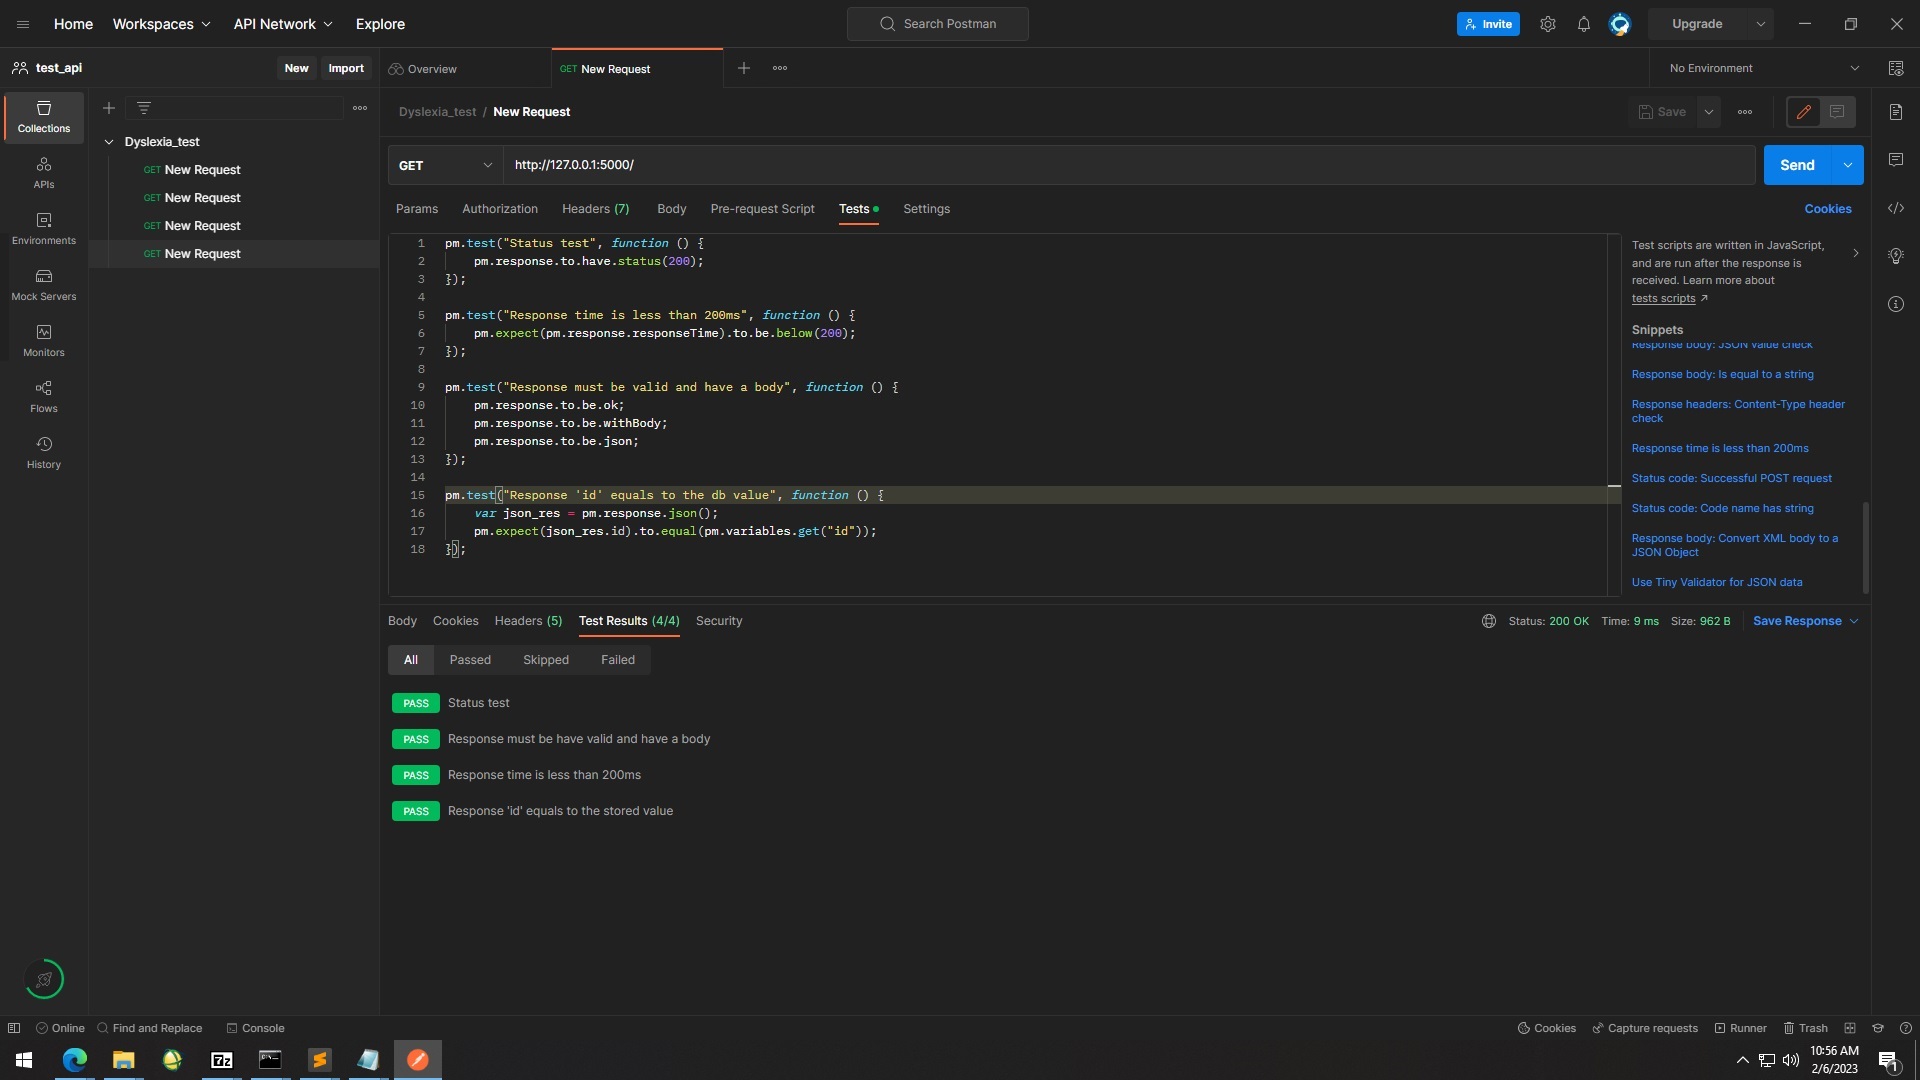 Home Workspaces API Network Explore Search Postman Invite Upgrade
test_api New Import Overview GET New Request No Environment
Collections
APIs
Environments
Mock Servers
Monitors
Flows
History
Dyslexia_test
GET New Request
GET New Request
GET New Request
GET New Request
Dyslexia_test / New Request Save
GET http://127.0.0.1:5000/ Send
Params Authorization Headers (7) Body Pre-request Script Tests Settings Cookies
1 pm.test("Status test", function () {
2 pm.response.to.have.status(200);
3 });
4
5 pm.test("Response time is less than 200ms", function () {
6 pm.expect(pm.response.responseTime).to.be.below(200);
7 });
8
9 pm.test("Response must be valid and have a body", function () {
10 pm.response.to.be.ok;
11 pm.response.to.be.withBody;
12 pm.response.to.be.json;
13 });
14
15 pm.test("Response 'id' equals to the db value", function () {
16 var json_res = pm.response.json();
17 pm.expect(json_res.id).to.equal(pm.variables.get("id"));
18 });
Test scripts are written in JavaScript,
and are run after the response is
received. Learn more about
tests scripts ↗
Snippets
Response body: JSON value check
Response body: Is equal to a string
Response headers: Content-Type header
check
Response time is less than 200ms
Status code: Successful POST request
Status code: Code name has string
Response body: Convert XML body to a
JSON Object
Use Tiny Validator for JSON data
Body Cookies Headers (5) Test Results (4/4) Security Status: 200 OK Time: 9 ms Size: 962 B Save Response
All Passed Skipped Failed
PASS Status test
PASS Response must be have valid and have a body
PASS Response time is less than 200ms
PASS Response 'id' equals to the stored value
Online Find and Replace Console Cookies Capture requests Runner Trash
7z
10:56 AM
2/6/2023
1